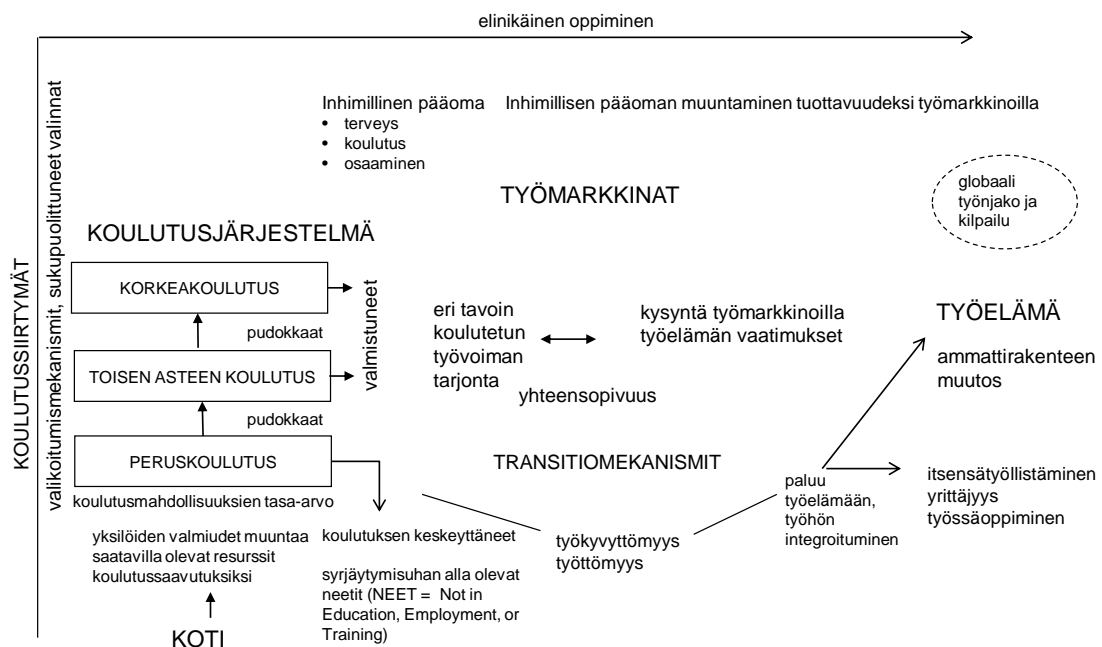 elinikäinen oppiminen
KOULUTUSSIIRTYMÄT
valikoitumismekanismit, sukupuolittuneet valinnat
Inhimillinen pääoma
• terveys
• koulutus
• osaaminen
Inhimillisen pääoman muuntaminen tuottavuudeksi työmarkkinoilla
TYÖMARKKINAT
globaali
työnjako ja
kilpailu
KOULUTUSJÄRJESTELMÄ
KORKEAKOULUTUS
pudokkaat
TOISEN ASTEEN KOULUTUS
pudokkaat
PERUSKOULUTUS
valmistuneet
koulutusmahdollisuuksien tasa-arvo
yksilöiden valmiudet muuntaa
saatavilla olevat resurssit
koulutussaavutuksiksi
KOTI
koulutuksen keskeyttäneet
syrjäytymisuhan alla olevat
neetit (NEET = Not in
Education, Employment, or
Training)
eri tavoin
koulutetun
työvoiman
tarjonta
kysyntä työmarkkinoilla
työelämän vaatimukset
yhteensopivuus
TRANSITIOMEKANISMIT
työkyvyttömyys
työttömyys
paluu
työelämään,
työhön
integroituminen
TYÖELÄMÄ
ammattirakenteen
muutos
itsensätyöllistäminen
yrittäjyys
työssäoppiminen